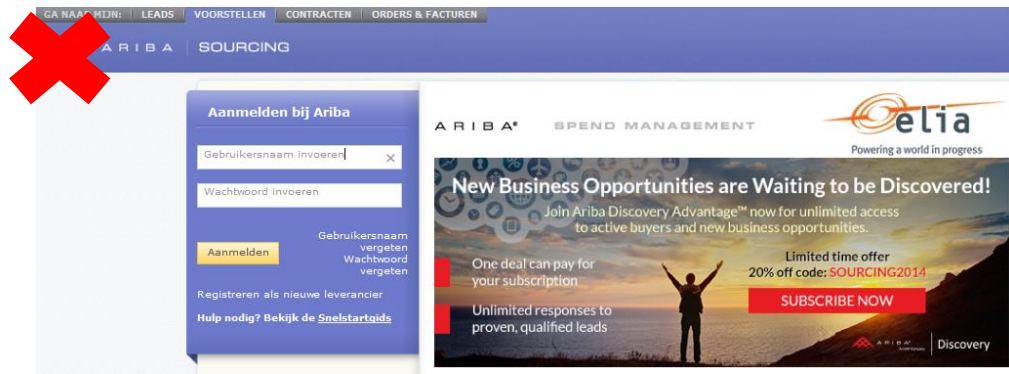 GA NAAR MIJN: LEADS VOORSTELLEN CONTRACTEN ORDERS & FACTUREN
ARIBA SOURCING
Aanmelden bij Ariba
Gebruikersnaam invoeren
Wachtwoord invoeren
Aanmelden
Gebruikersnaam
vergeten
Wachtwoord
vergeten
Registreren als nieuwe leverancier
Hulp nodig? Bekijk de Snelstartgids
ARIBA® SPEND MANAGEMENT
elia
Powering a world in progress
New Business Opportunities are Waiting to be Discovered!
Join Ariba Discovery Advantage™ now for unlimited access
to active buyers and new business opportunities.
One deal can pay for
your subscription
Unlimited responses to
proven, qualified leads
Limited time offer
20% off code: SOURCING2014
SUBSCRIBE NOW
ARIBA Discovery